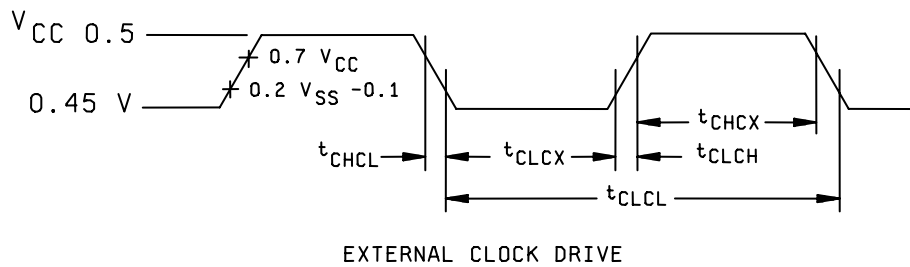 VCC 0.5
0.7 VCC
0.2 VSS -0.1
0.45 V
tCHCX
tCHCL
tCLCX
tCLCH
tCLCL
EXTERNAL CLOCK DRIVE